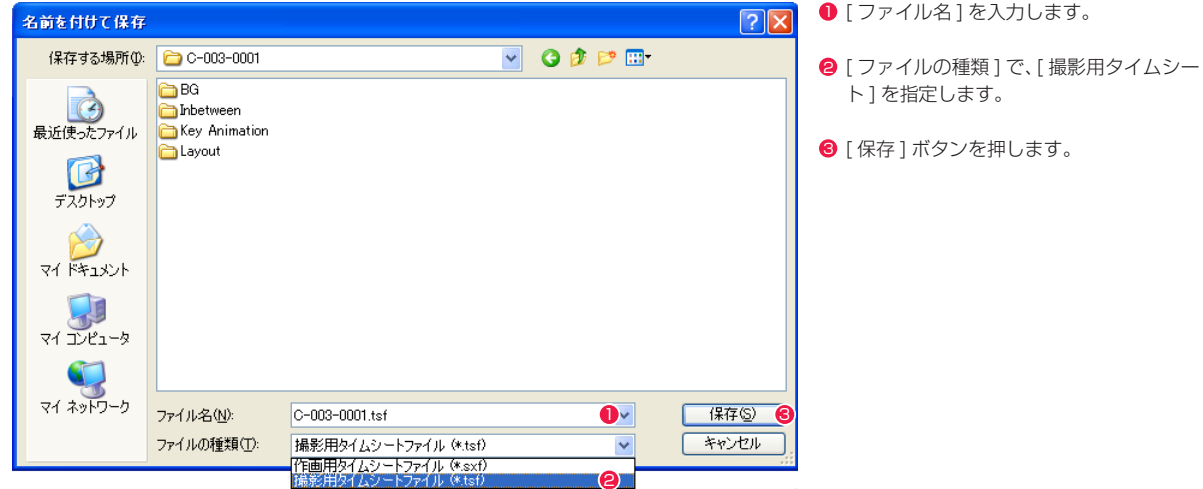 名前を付けて保存
保存する場所(I):
C-003-0001
BG
Inbetween
Key Animation
Layout
最近使ったファイル
デスクトップ
マイ ドキュメント
マイ コンピュータ
マイ ネットワーク
ファイル名(N):
C-003-0001.tsf
1
保存(S)
3
ファイルの種類(T):
撮影用タイムシートファイル (*.tsf)
キャンセル
作画用タイムシートファイル (*.sxf)
撮影用タイムシートファイル (*.tsf)
2
1 [ ファイル名 ] を入力します。
2 [ ファイルの種類 ] で、[ 撮影用タイムシー
ト ] を指定します。
3 [ 保存 ] ボタンを押します。